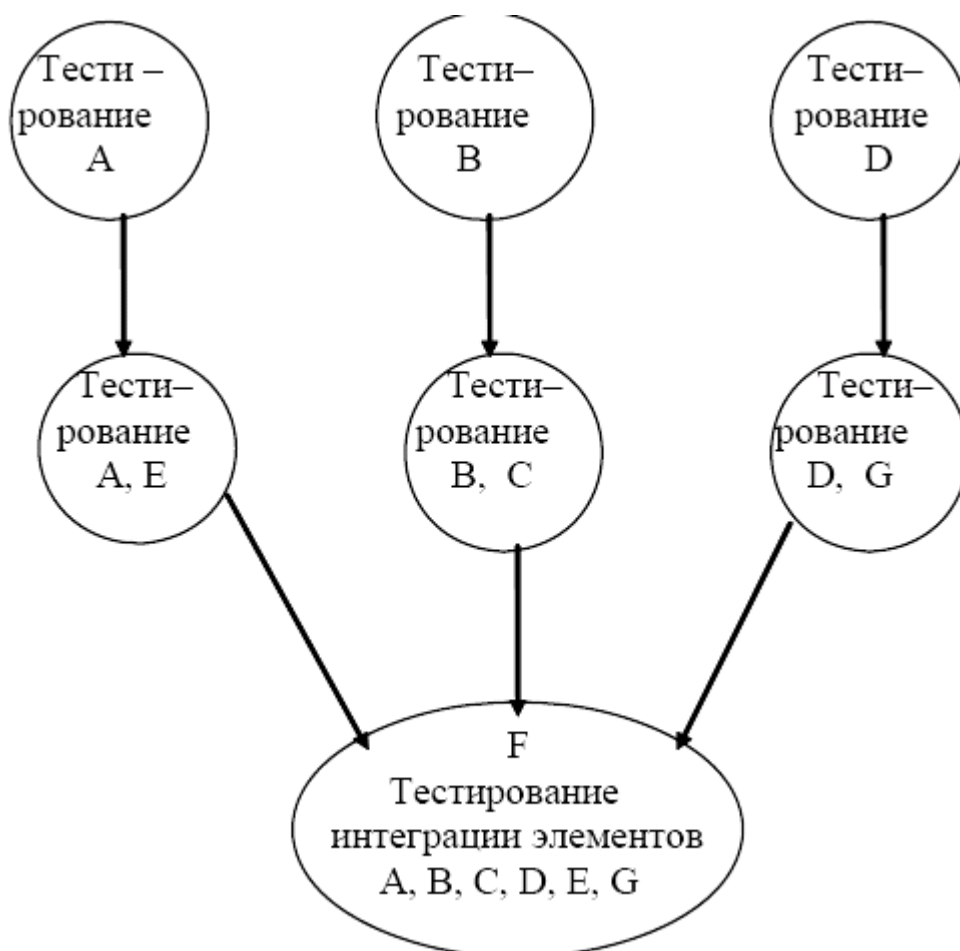 Тести –
рование
A
Тести–
рование
B
Тести–
рование
D
Тести–
рование
A, E
Тести–
рование
B, C
Тести–
рование
D, G
F
Тестирование
интеграции элементов
A, B, C, D, E, G